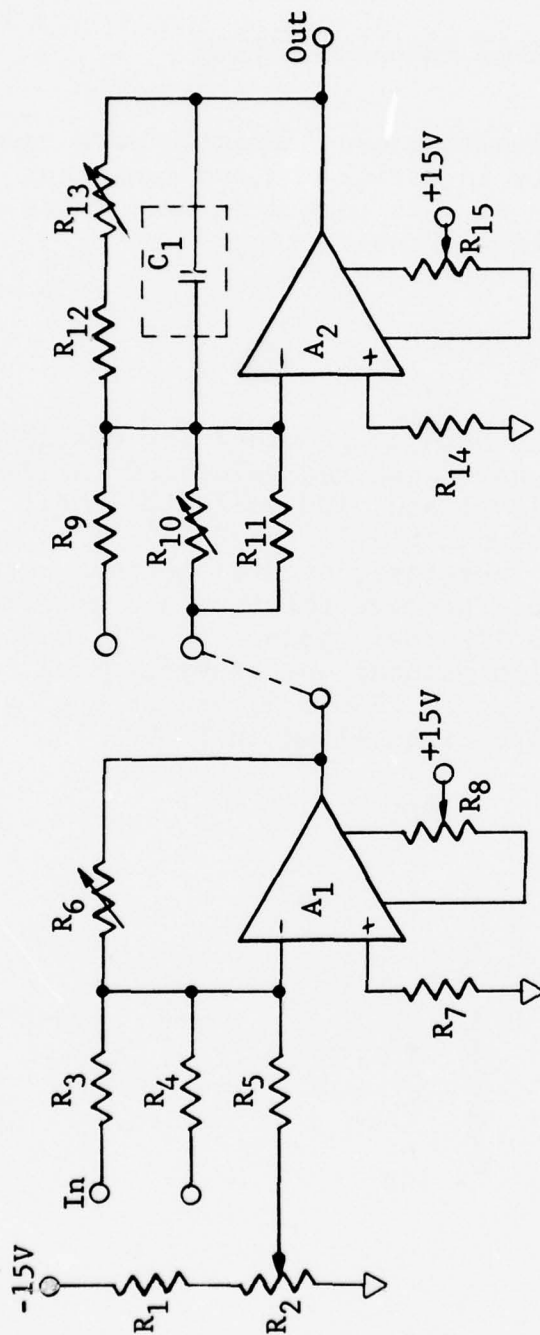 -15V
R1
R2
In
R3
R4
R5
R6
-
+
A1
R7
+15V
R8
R9
R10
R11
R12
R13
C1
-
+
A2
R14
+15V
R15
Out